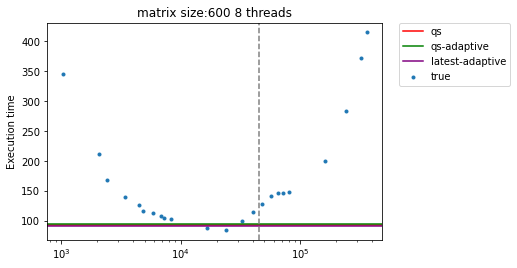 matrix size:600 8 threads
Execution time
400
350
300
250
200
150
100
10³
10⁴
10⁵
qs
qs-adaptive
latest-adaptive
true